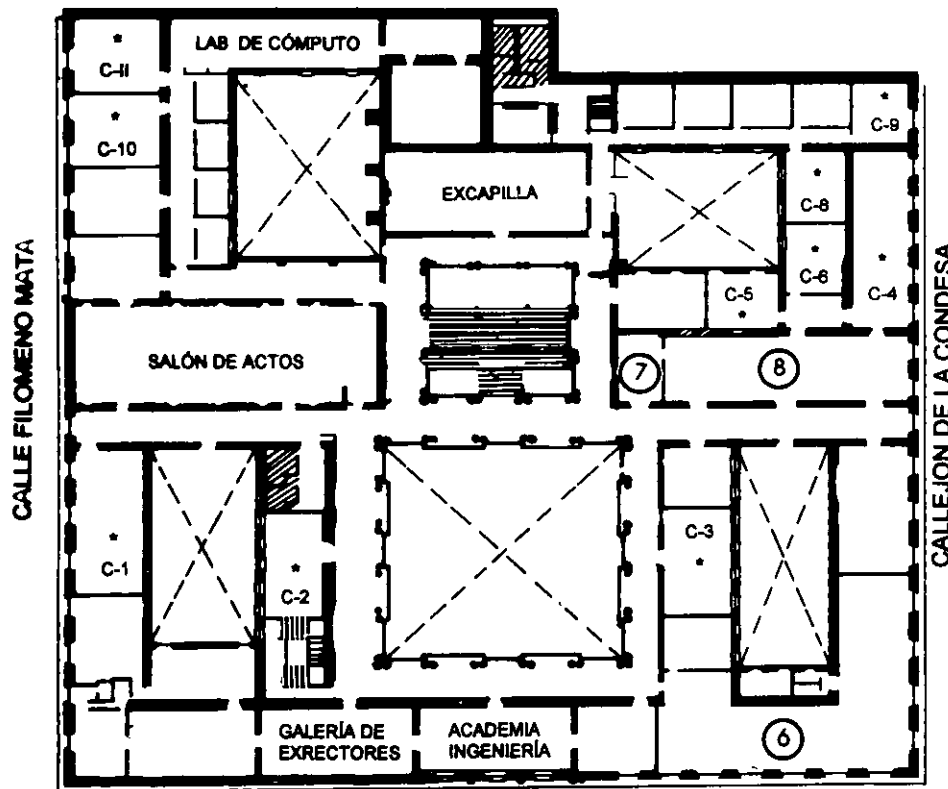 LAB DE CÓMPUTO
*
C-11
*
C-10
*
C-9
EXCAPILLA
*
C-8
*
C-6
*
C-4
C-5
*
SALÓN DE ACTOS
7
8
CALLE FILOMENO MATA
CALLEJON DE LA CONDESA
*
C-1
*
C-2
C-3
*
GALERÍA DE
EXRECTORES
ACADEMIA
INGENIERÍA
6